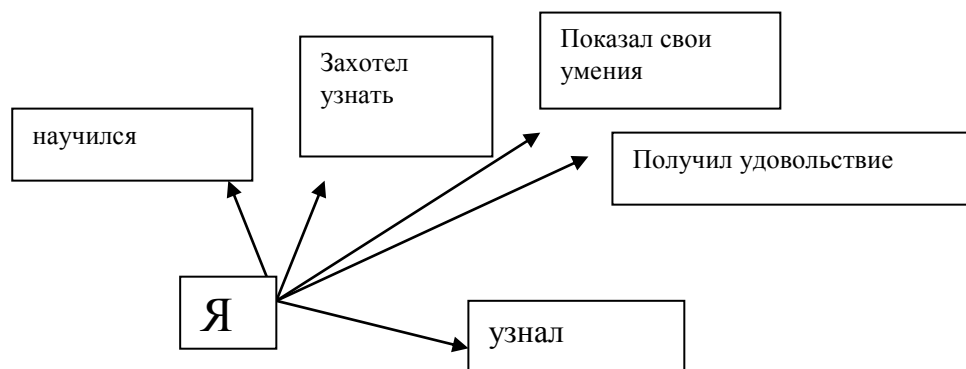 Показал свои
умения
Захотел
узнать
научился
Получил удовольствие
Я
узнал